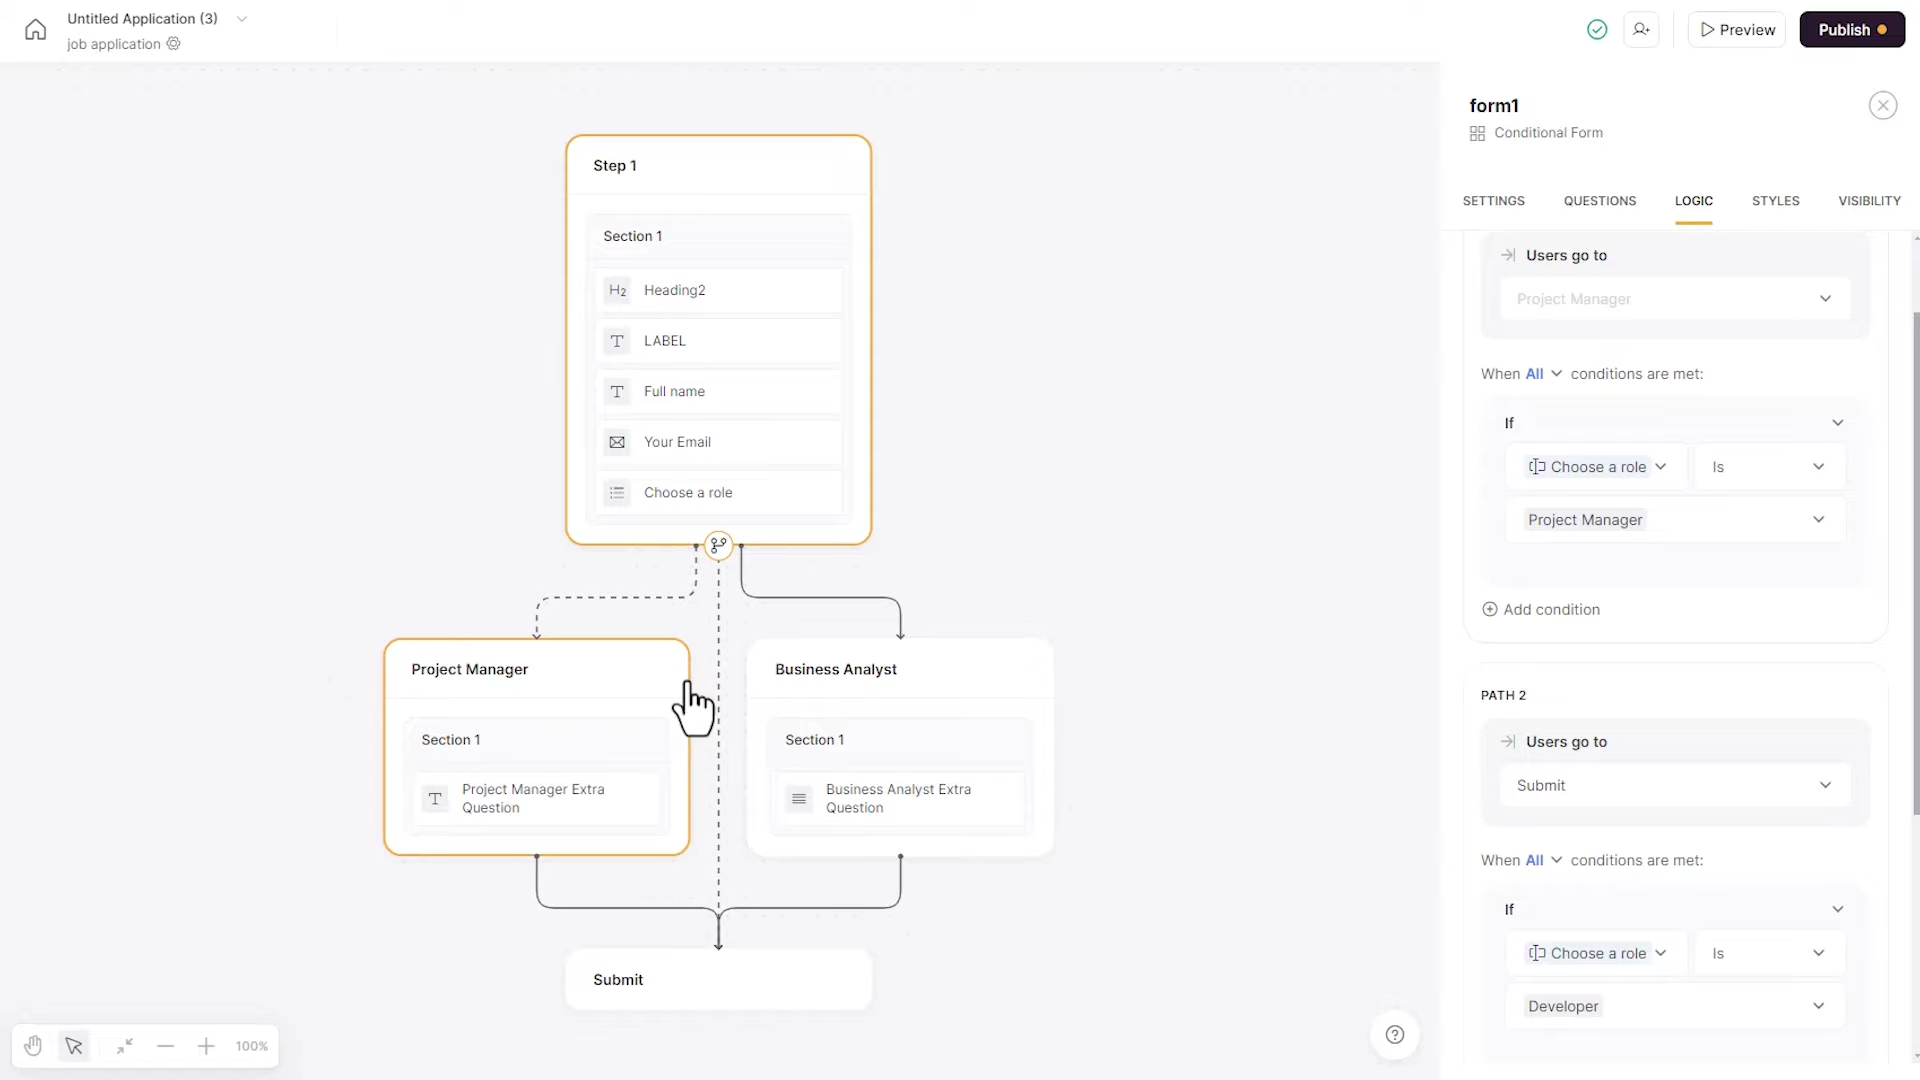 Untitled Application (3)
job application
Preview
Publish
Step 1
Section 1
H2 Heading2
T LABEL
T Full name
Your Email
Choose a role
Project Manager
Section 1
T Project Manager Extra
Question
Business Analyst
Section 1
Business Analyst Extra
Question
Submit
100%
form1
Conditional Form
SETTINGS QUESTIONS LOGIC STYLES VISIBILITY
Users go to
Project Manager
When All conditions are met:
If
Choose a role Is
Project Manager
Add condition
PATH 2
Users go to
Submit
When All conditions are met:
If
Choose a role Is
Developer